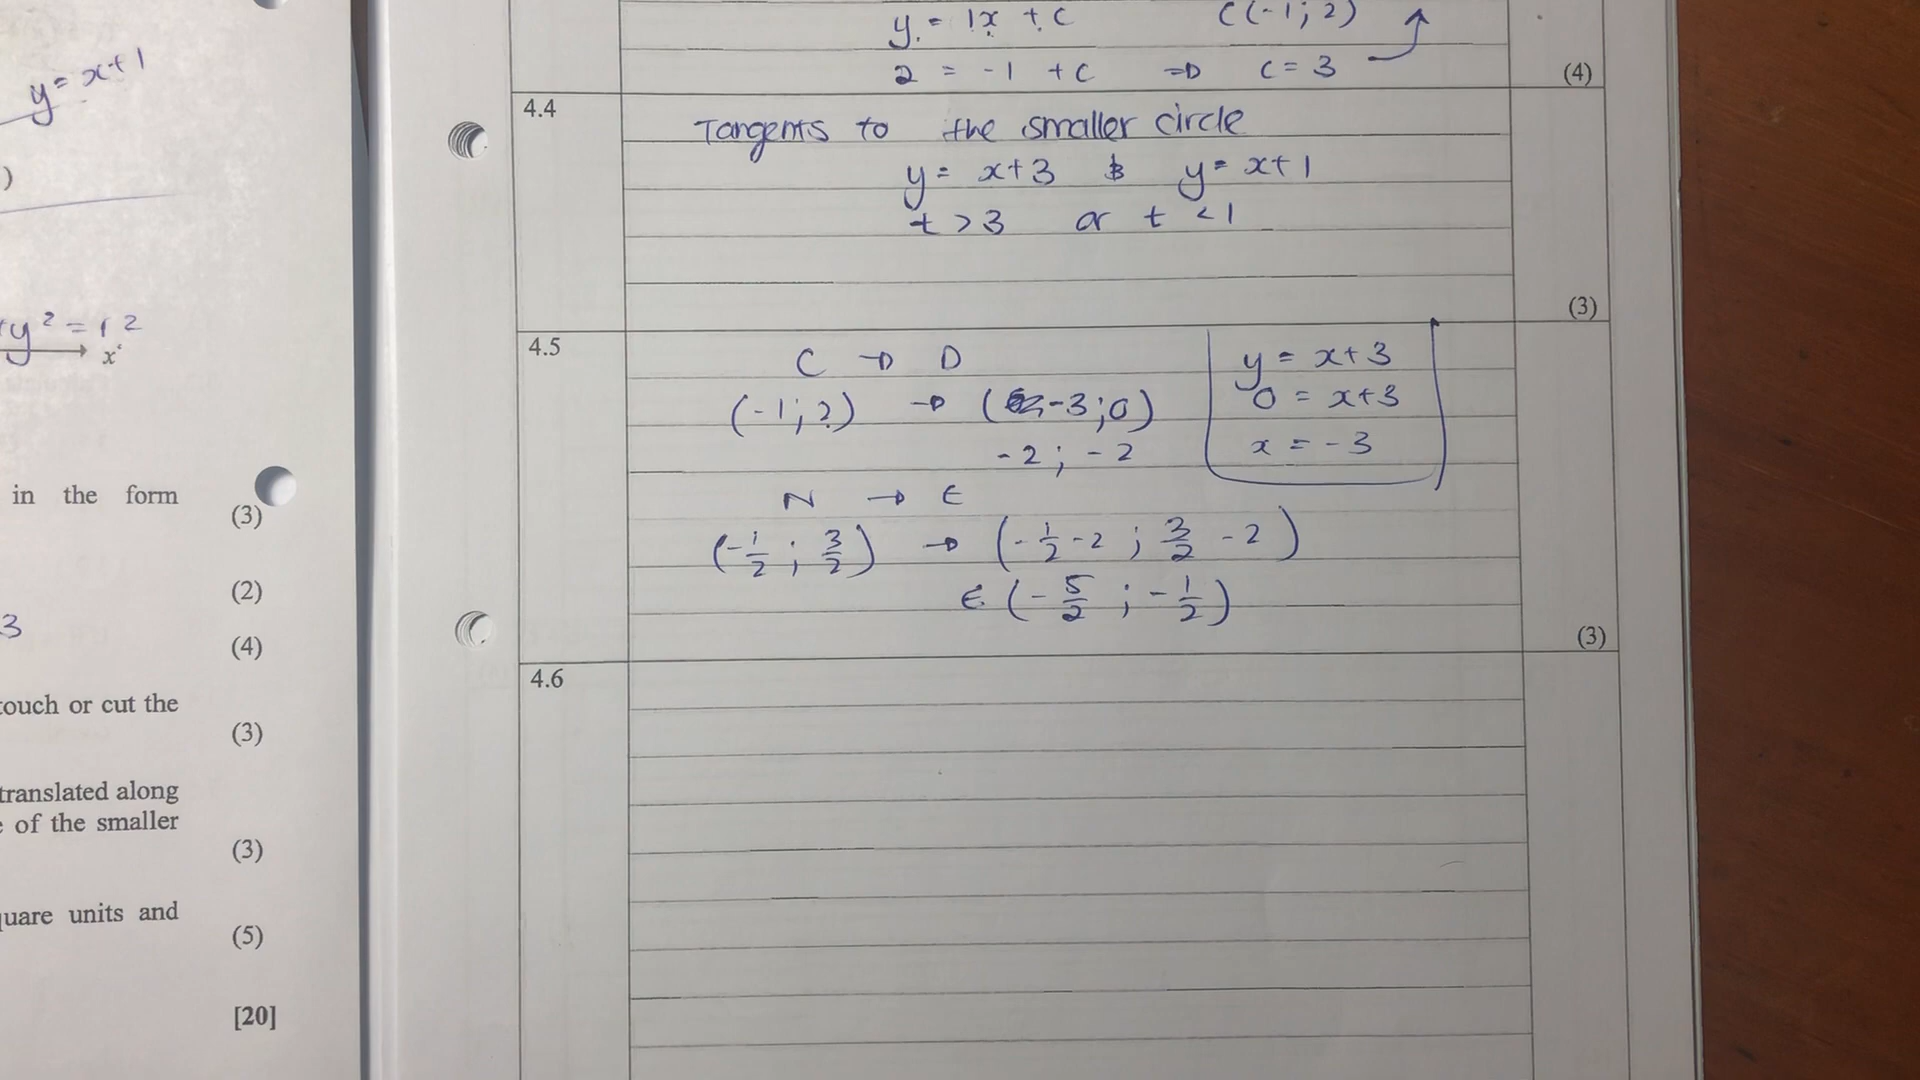 y = x+1
)
y² = r²
x
in the form
(3)
(2)
3
(4)
touch or cut the
(3)
translated along
of the smaller
(3)
square units and
(5)
[20]
y = 1x + c C(-1; 2)
2 = -1 + c ⇒ c = 3
(4)
4.4
Tangents to the smaller circle
y = x+3 & y = x+1
t > 3 or t < 1
(3)
4.5
C → D
(-1; 2) → (-3; 0)
-2; -2
y = x+3
0 = x+3
x = -3
N → E
(-1/2; 3/2) → (-1/2 - 2; 3/2 - 2)
E(-5/2; -1/2)
(3)
4.6